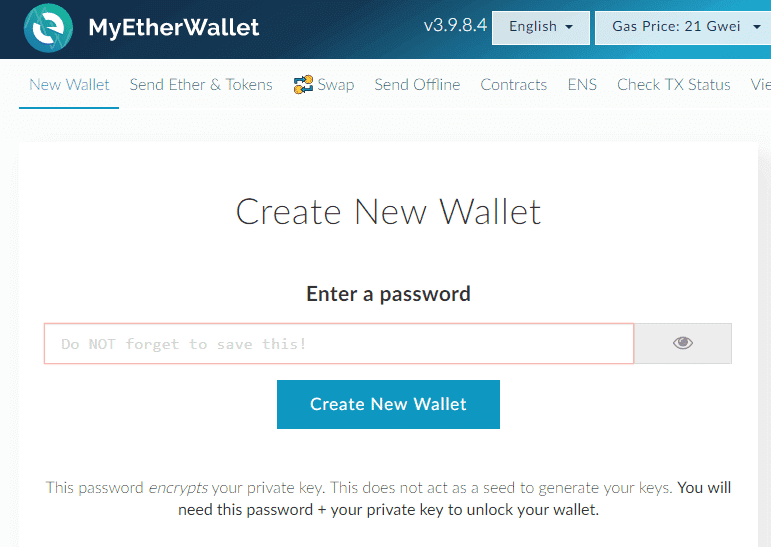 MyEtherWallet
v3.9.8.4 English Gas Price: 21 Gwei
New Wallet Send Ether & Tokens Swap Send Offline Contracts ENS Check TX Status Vie
Create New Wallet
Enter a password
Do NOT forget to save this!
Create New Wallet
This password encrypts your private key. This does not act as a seed to generate your keys. You will
need this password + your private key to unlock your wallet.